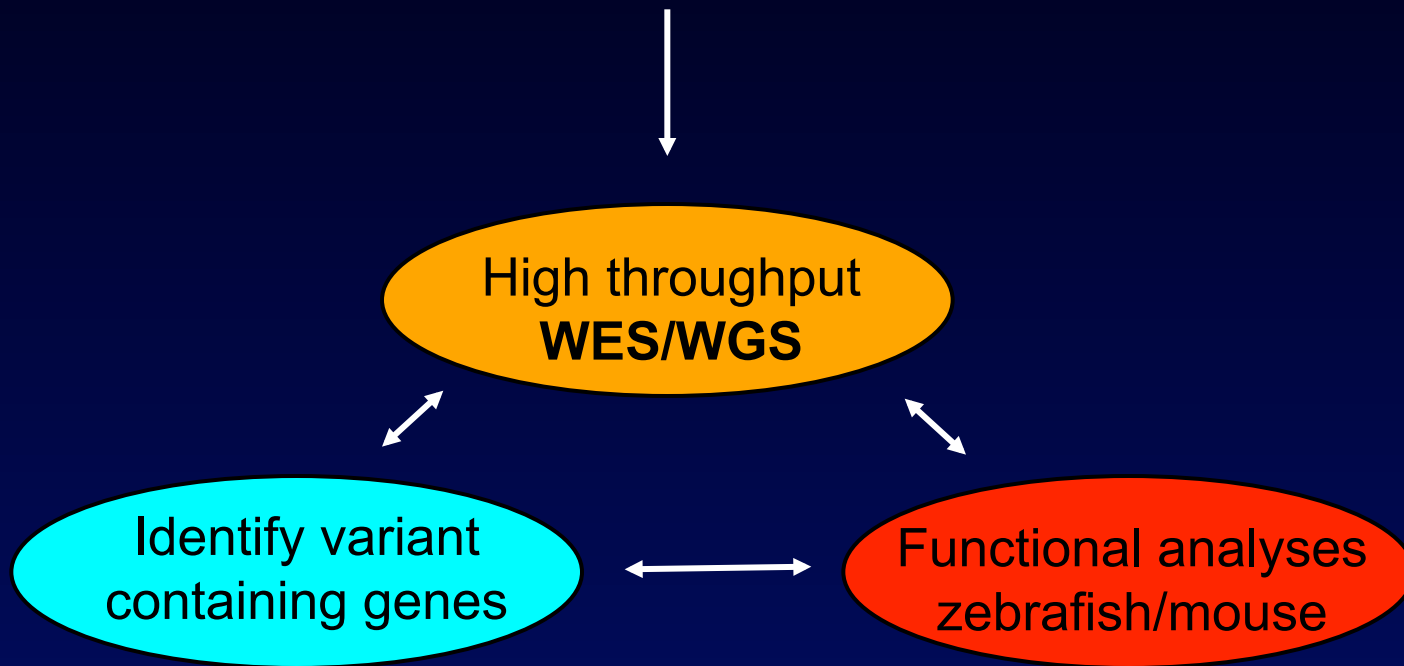 High throughput
WES/WGS
Identify variant
containing genes
Functional analyses
zebrafish/mouse